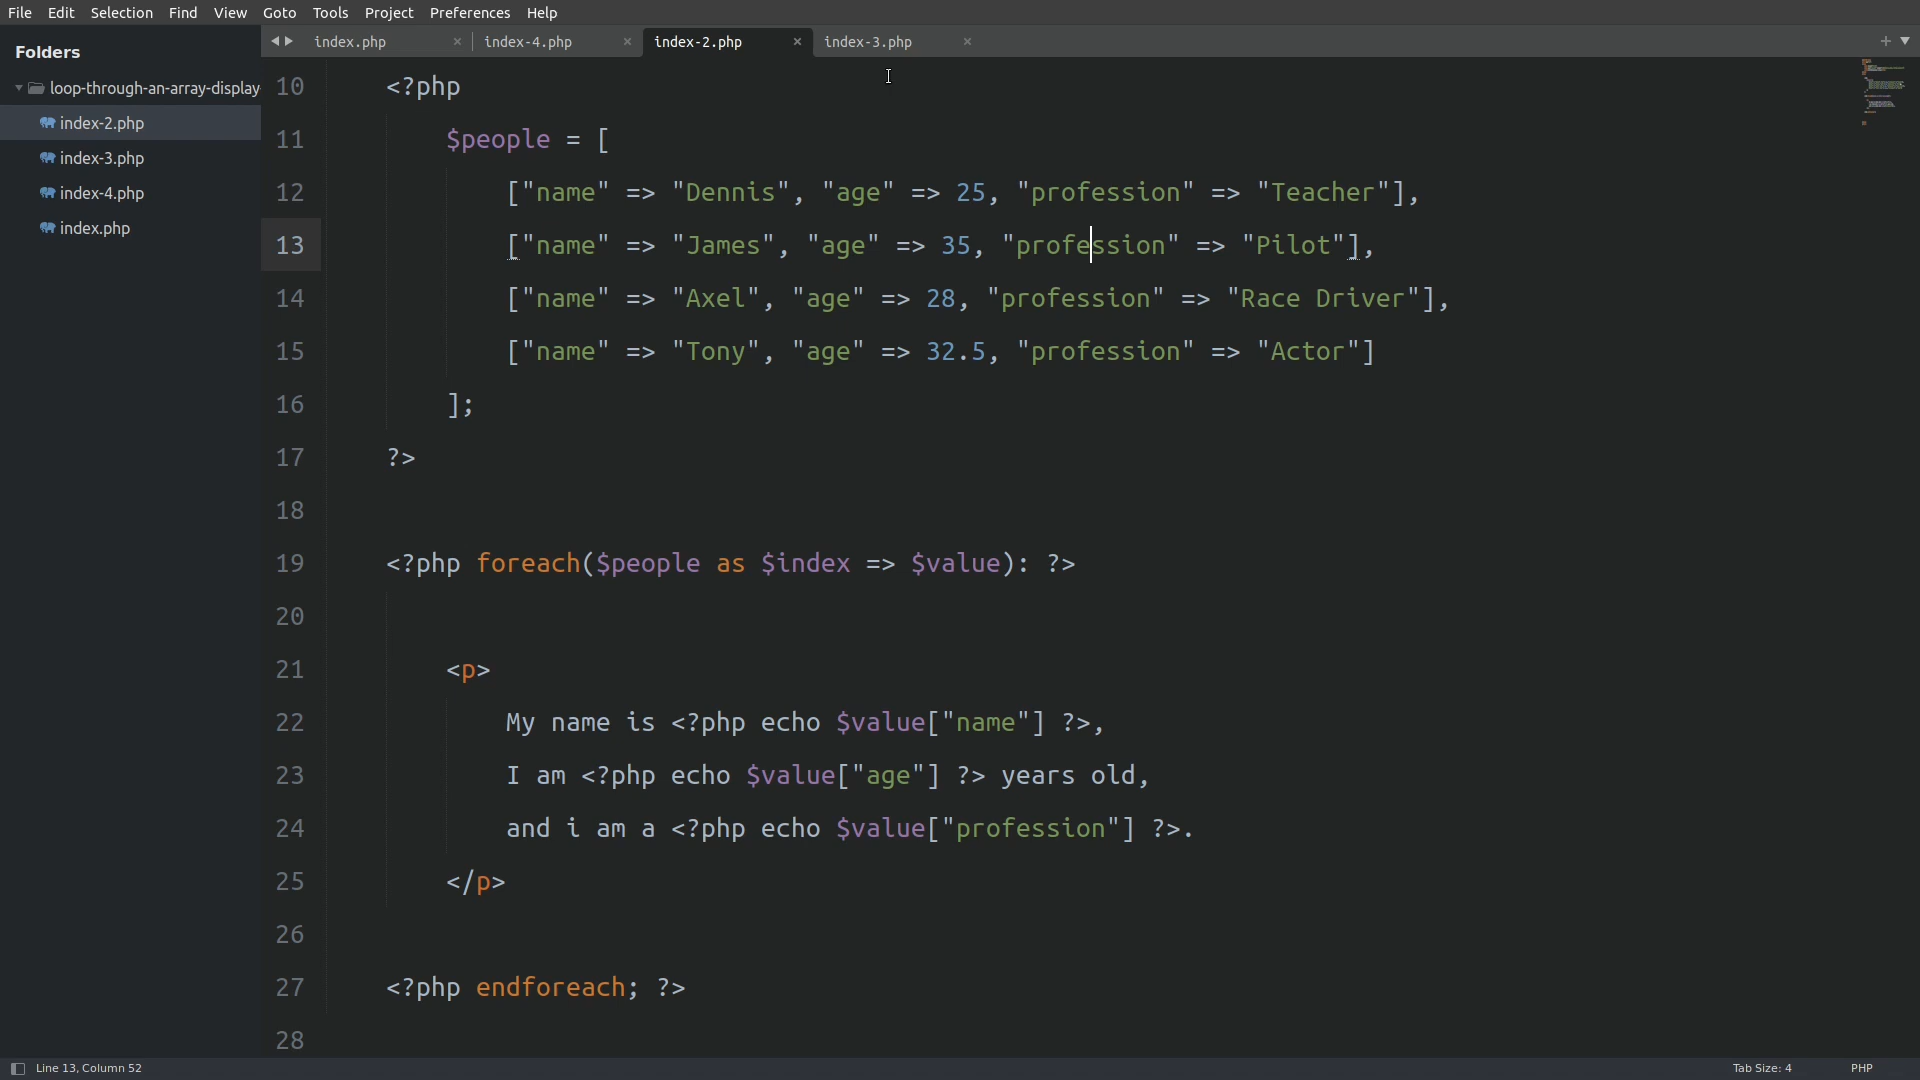 File Edit Selection Find View Goto Tools Project Preferences Help
Folders
loop-through-an-array-display-
index-2.php
index-3.php
index-4.php
index.php
index.php × index-4.php × index-2.php × index-3.php ×
10 <?php
11 $people = [
12 ["name" => "Dennis", "age" => 25, "profession" => "Teacher"],
13 ["name" => "James", "age" => 35, "profession" => "Pilot"],
14 ["name" => "Axel", "age" => 28, "profession" => "Race Driver"],
15 ["name" => "Tony", "age" => 32.5, "profession" => "Actor"]
16 ];
17 ?>
18
19 <?php foreach($people as $index => $value): ?>
20
21 <p>
22 My name is <?php echo $value["name"] ?>,
23 I am <?php echo $value["age"] ?> years old,
24 and i am a <?php echo $value["profession"] ?>.
25 </p>
26
27 <?php endforeach; ?>
28
Line 13, Column 52
Tab Size: 4 PHP